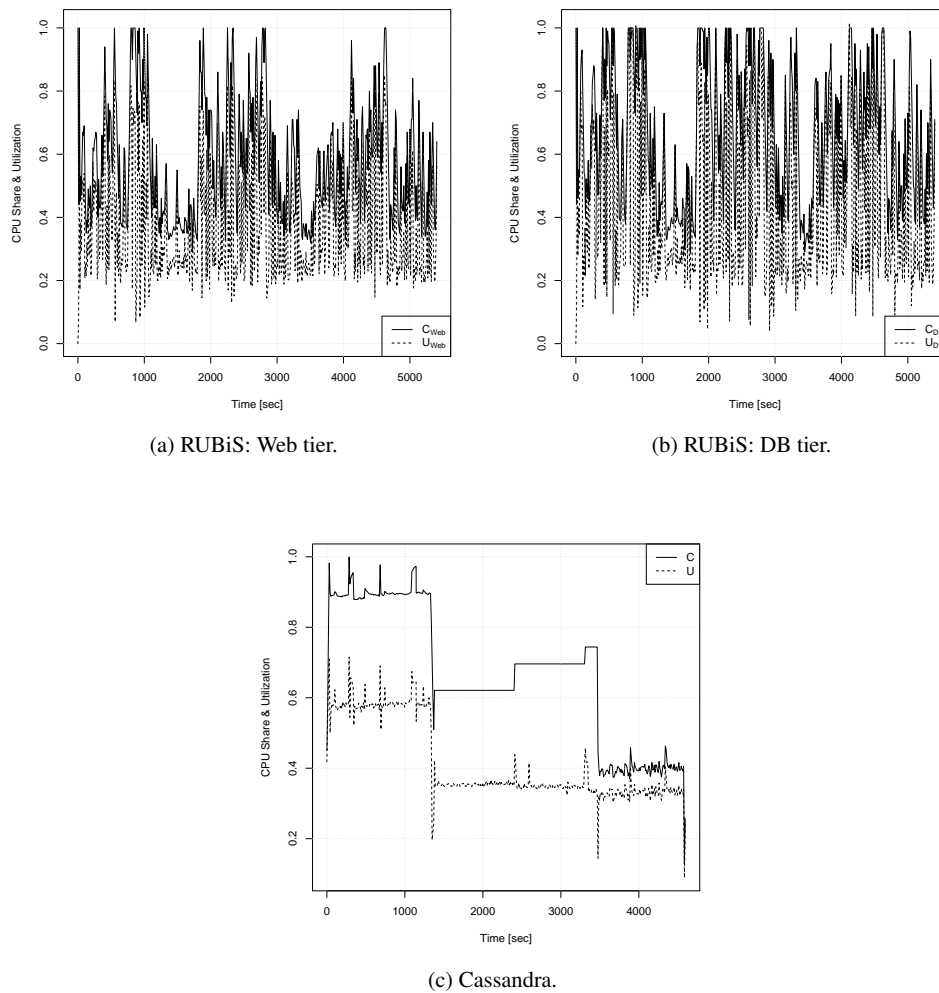 1.0
0.8
0.6
0.4
0.2
0.0
CPU Share & Utilization
0 1000 2000 3000 4000 5000
Time [sec]
C Web
U Web
(a) RUBiS: Web tier.
1.0
0.8
0.6
0.4
0.2
0.0
CPU Share & Utilization
0 1000 2000 3000 4000 5000
Time [sec]
C D
U D
(b) RUBiS: DB tier.
1.0
0.8
0.6
0.4
0.2
CPU Share & Utilization
0 1000 2000 3000 4000
Time [sec]
C
U
(c) Cassandra.